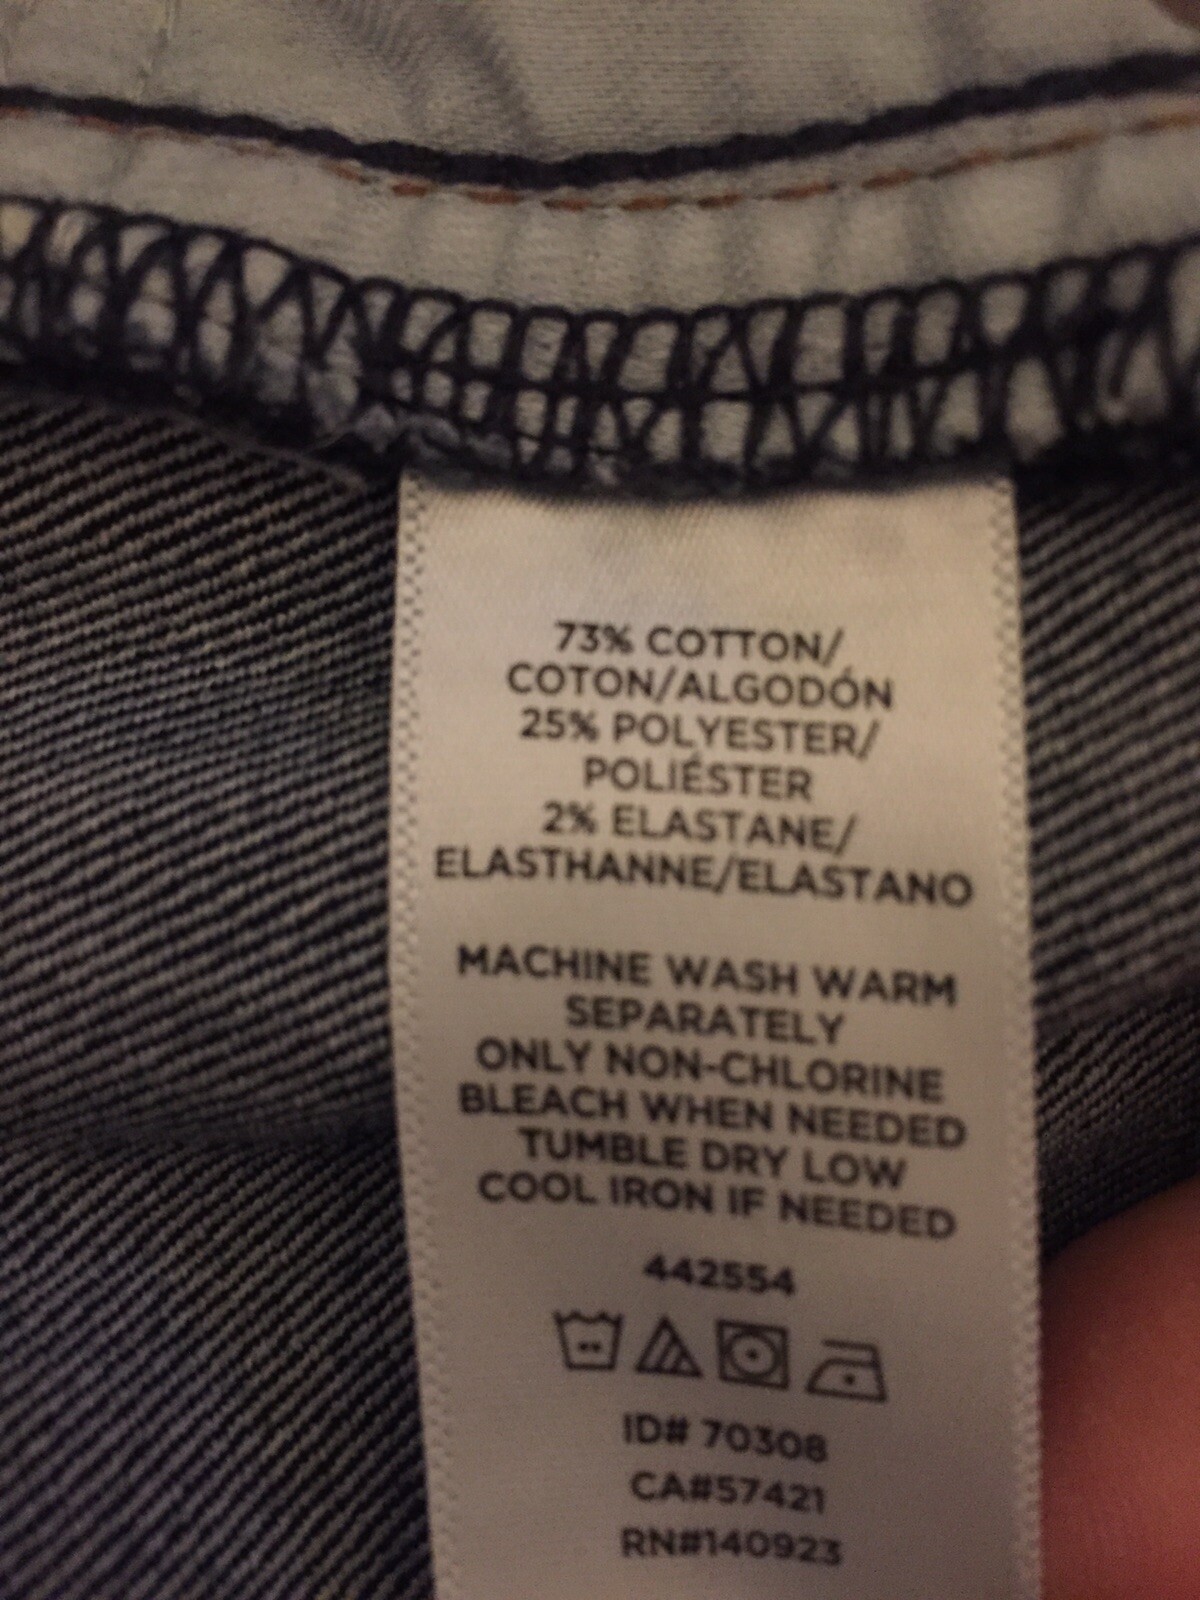 73% COTTON/
COTON/ALGODÓN
25% POLYESTER/
POLIÉSTER
2% ELASTANE/
ELASTHANNE/ELASTANO
MACHINE WASH WARM
SEPARATELY
ONLY NON-CHLORINE
BLEACH WHEN NEEDED
TUMBLE DRY LOW
COOL IRON IF NEEDED
442554
ID# 70308
CA#57421
RN#140923